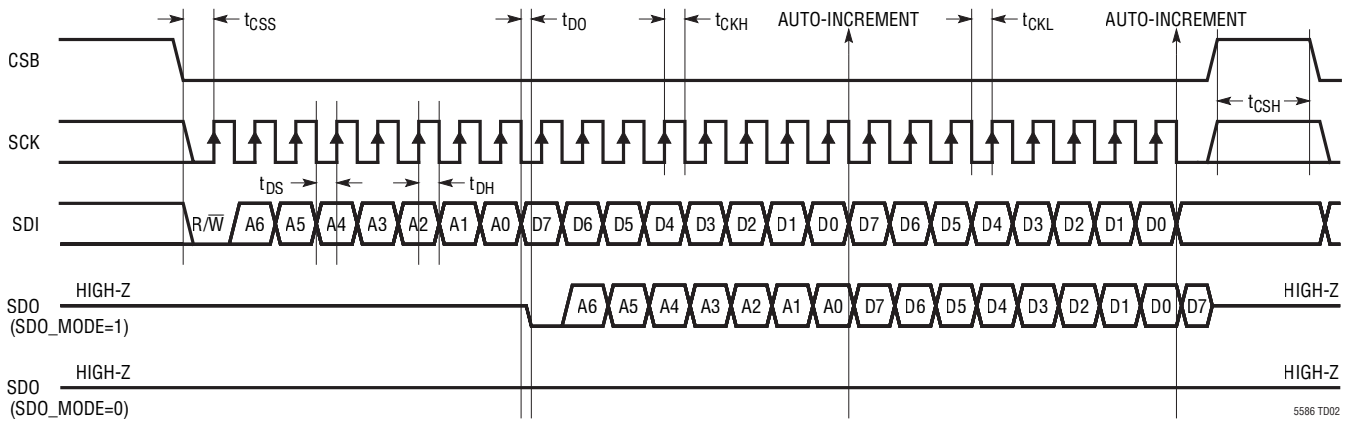 tCSS tDO tCKH AUTO-INCREMENT tCKL AUTO-INCREMENT
CSB
tCSH
SCK
tDS tDH
SDI R/W̅ A6 A5 A4 A3 A2 A1 A0 D7 D6 D5 D4 D3 D2 D1 D0 D7 D6 D5 D4 D3 D2 D1 D0
HIGH-Z HIGH-Z
SDO A6 A5 A4 A3 A2 A1 A0 D7 D6 D5 D4 D3 D2 D1 D0 D7
(SDO_MODE=1)
HIGH-Z HIGH-Z
SDO
(SDO_MODE=0)
5586 TD02